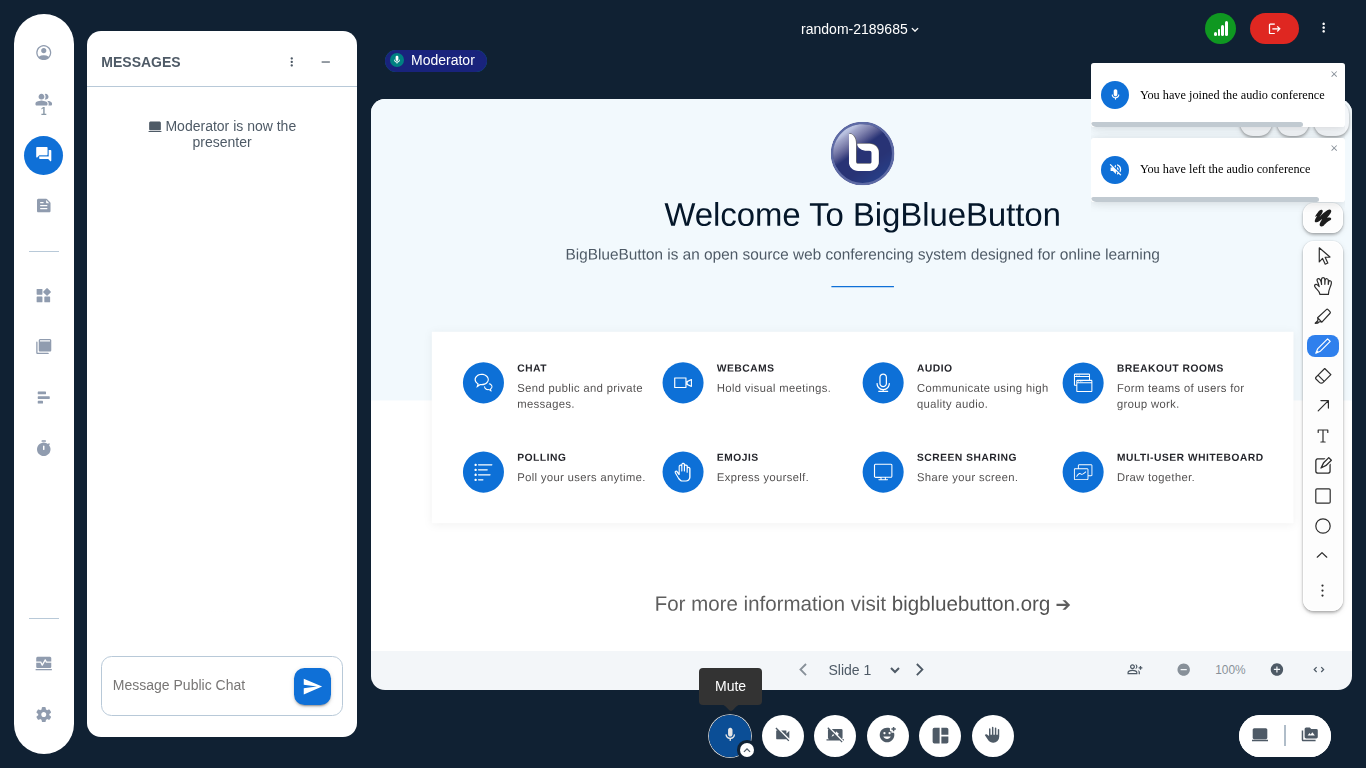 random-2189685
Moderator
MESSAGES
1
Moderator is now the
presenter
Message Public Chat
You have joined the audio conference
You have left the audio conference
Welcome To BigBlueButton
BigBlueButton is an open source web conferencing system designed for online learning
CHAT
Send public and private
messages.
WEBCAMS
Hold visual meetings.
AUDIO
Communicate using high
quality audio.
BREAKOUT ROOMS
Form teams of users for
group work.
POLLING
Poll your users anytime.
EMOJIS
Express yourself.
SCREEN SHARING
Share your screen.
MULTI-USER WHITEBOARD
Draw together.
For more information visit bigbluebutton.org ➔
Slide 1
100%
Mute